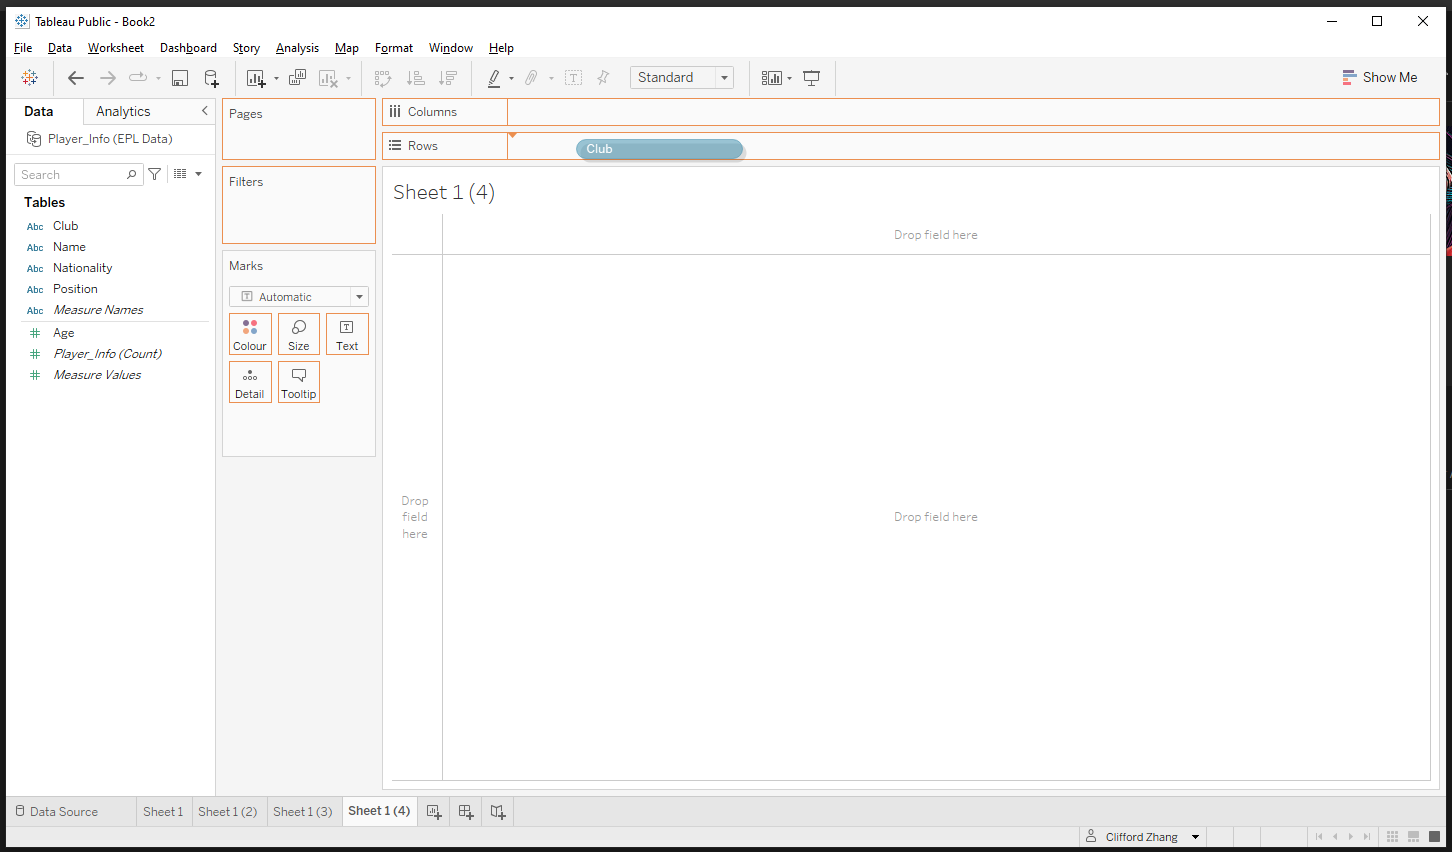 Tableau Public - Book2
File Data Worksheet Dashboard Story Analysis Map Format Window Help
Standard
Show Me
Data Analytics
Player_Info (EPL Data)
Search
Tables
Abc Club
Abc Name
Abc Nationality
Abc Position
Abc Measure Names
# Age
# Player_Info (Count)
# Measure Values
Pages
Filters
Marks
T Automatic
Colour Size T Text
Detail Tooltip
Columns
Rows Club
Sheet 1 (4)
Drop field here
Drop
field
here
Drop field here
Data Source Sheet 1 Sheet 1 (2) Sheet 1 (3) Sheet 1 (4)
Clifford Zhang